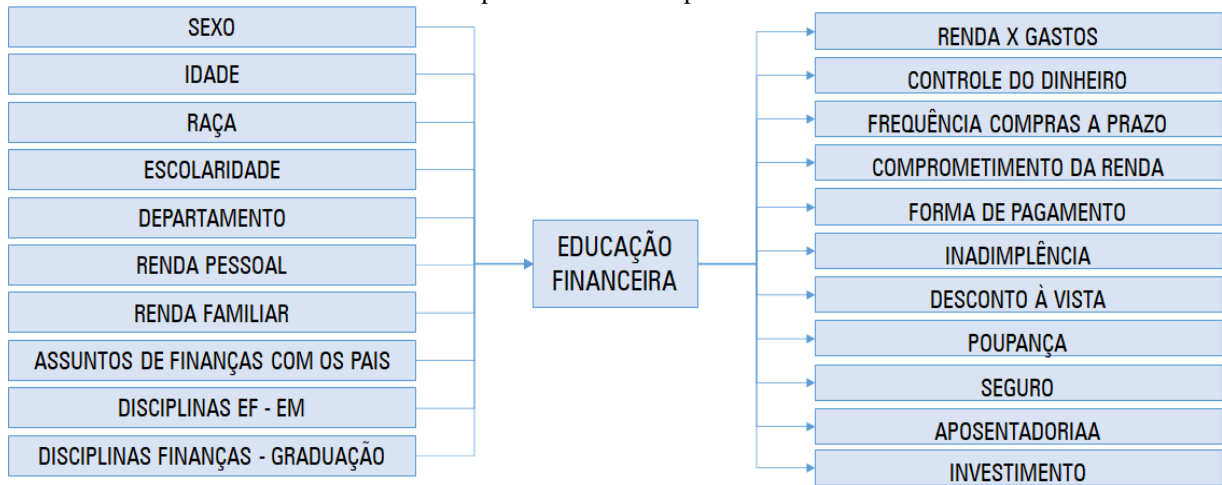 SEXO
IDADE
RAÇA
ESCOLARIDADE
DEPARTAMENTO
RENDA PESSOAL
RENDA FAMILIAR
ASSUNTOS DE FINANÇAS COM OS PAIS
DISCIPLINAS EF - EM
DISCIPLINAS FINANÇAS - GRADUAÇÃO
EDUCAÇÃO
FINANCEIRA
RENDA X GASTOS
CONTROLE DO DINHEIRO
FREQUÊNCIA COMPRAS A PRAZO
COMPROMETIMENTO DA RENDA
FORMA DE PAGAMENTO
INADIMPLÊNCIA
DESCONTO À VISTA
POUPANÇA
SEGURO
APOSENTADORIAA
INVESTIMENTO